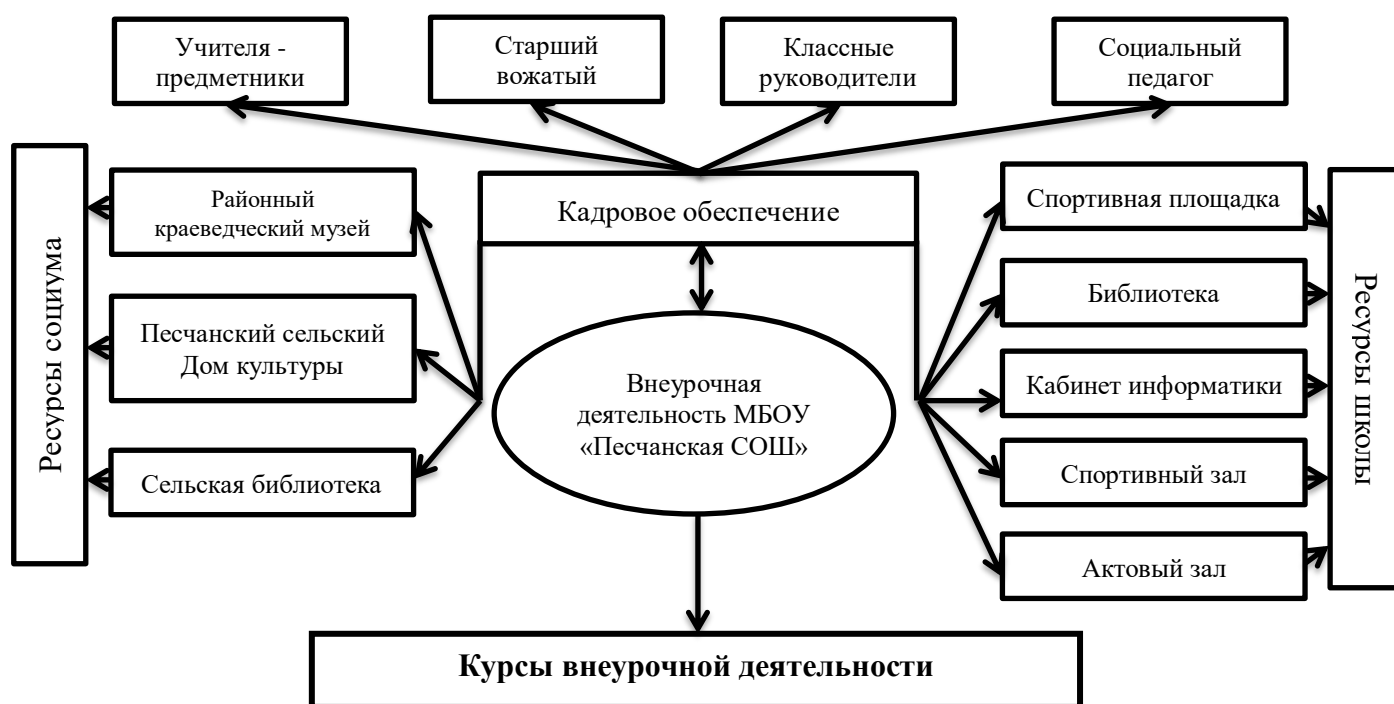 Учителя -
предметники
Старший
вожатый
Классные
руководители
Социальный
педагог
Ресурсы социума
Районный
краеведческий музей
Песчанский сельский
Дом культуры
Сельская библиотека
Кадровое обеспечение
Внеурочная
деятельность МБОУ
«Песчанская СОШ»
Спортивная площадка
Библиотека
Кабинет информатики
Спортивный зал
Актовый зал
Ресурсы школы
Курсы внеурочной деятельности